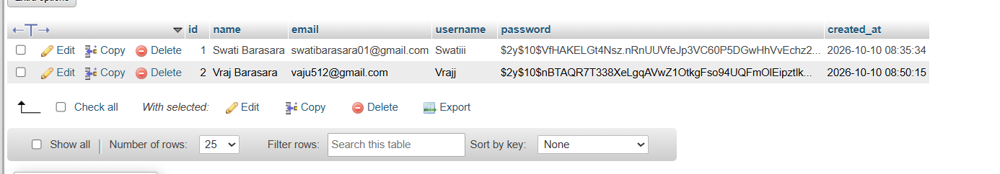 Extra options
id name email username password created_at
Edit Copy Delete 1 Swati Barasara swatibarasara01@gmail.com Swatiii $2y$10$VfHAKELGt4Nsz.nRnUUVfeJp3VC60P5DGwHhVvEchz2... 2026-10-10 08:35:34
Edit Copy Delete 2 Vraj Barasara vaju512@gmail.com Vrajj $2y$10$nBTAQR7T338XeLgqAVwZ1OtkgFso94UQFmOlEipztlk... 2026-10-10 08:50:15
Check all With selected: Edit Copy Delete Export
Show all Number of rows: 25 Filter rows: Search this table Sort by key: None